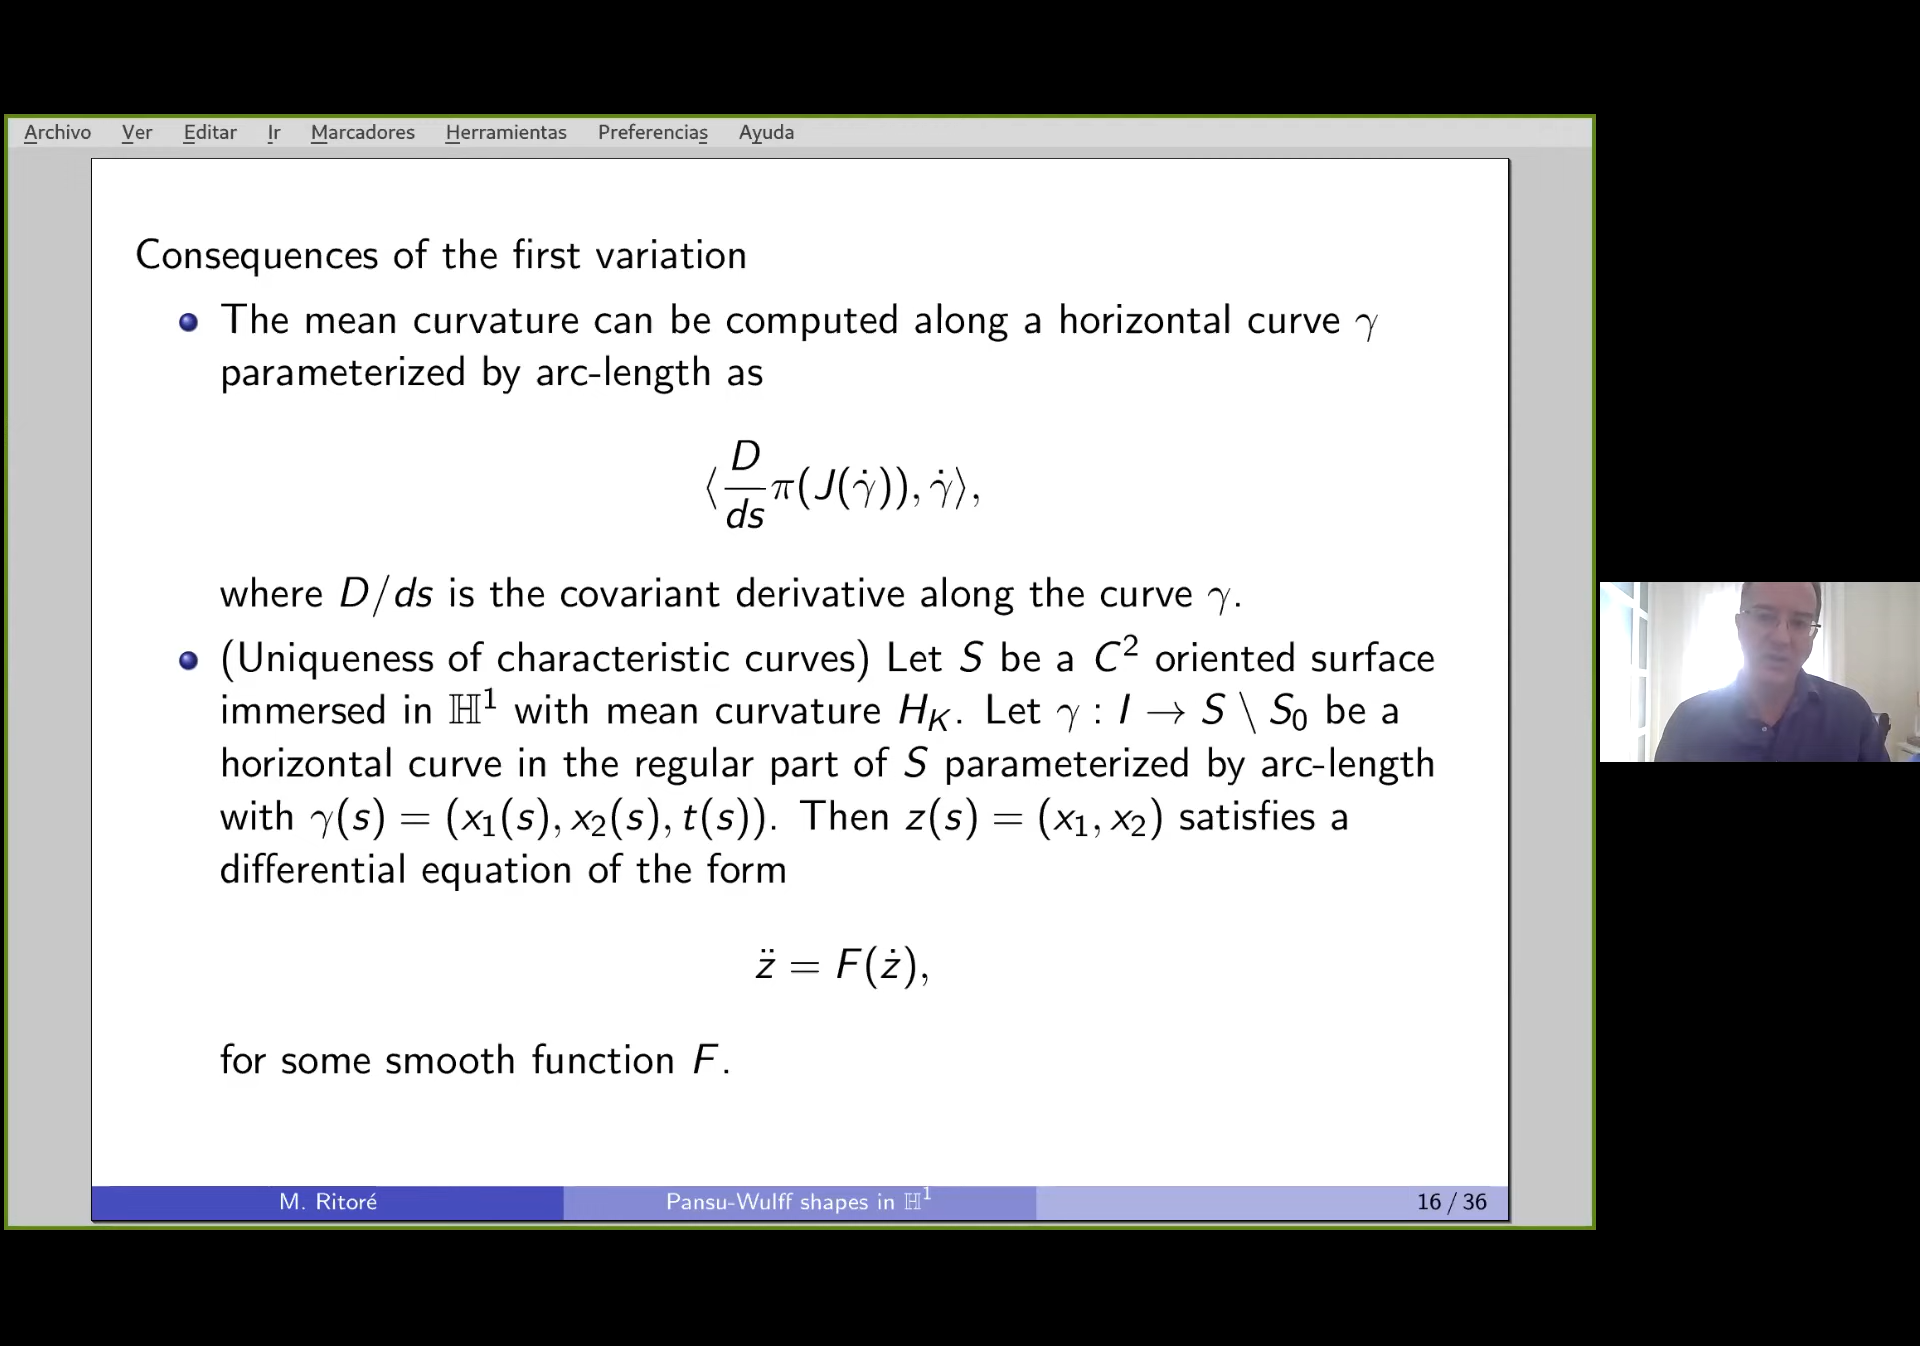 Archivo Ver Editar Ir Marcadores Herramientas Preferencias Ayuda
Consequences of the first variation
The mean curvature can be computed along a horizontal curve γ
parameterized by arc-length as
⟨D/ds π(J(γ̇)), γ̇⟩,
where D/ds is the covariant derivative along the curve γ.
(Uniqueness of characteristic curves) Let S be a C² oriented surface
immersed in ℍ¹ with mean curvature H_K. Let γ : I → S \ S₀ be a
horizontal curve in the regular part of S parameterized by arc-length
with γ(s) = (x₁(s), x₂(s), t(s)). Then z(s) = (x₁, x₂) satisfies a
differential equation of the form
z̈ = F(ż),
for some smooth function F.
M. Ritoré Pansu-Wulff shapes in ℍ¹ 16 / 36